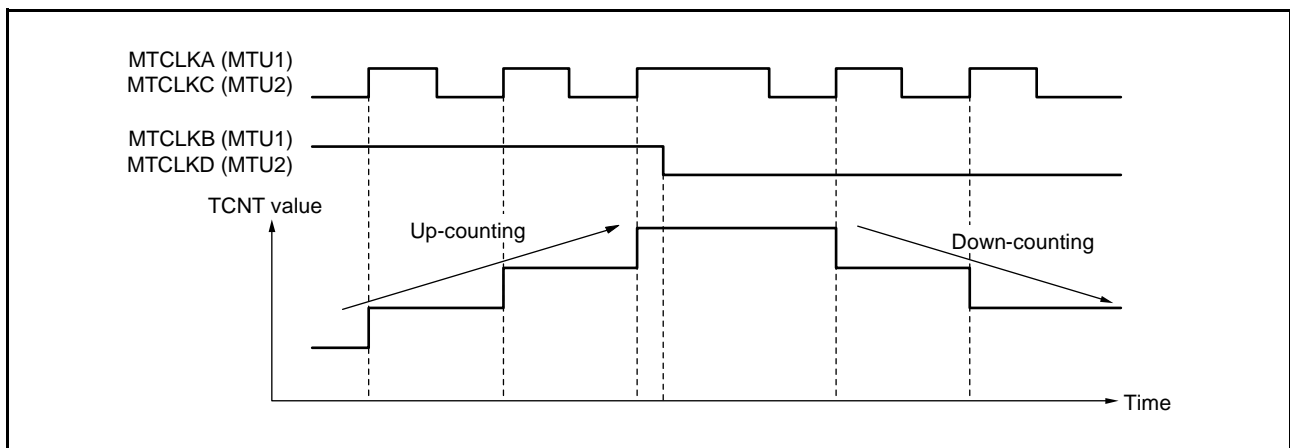 MTCLKA (MTU1)
MTCLKC (MTU2)
MTCLKB (MTU1)
MTCLKD (MTU2)
TCNT value
Up-counting
Down-counting
Time